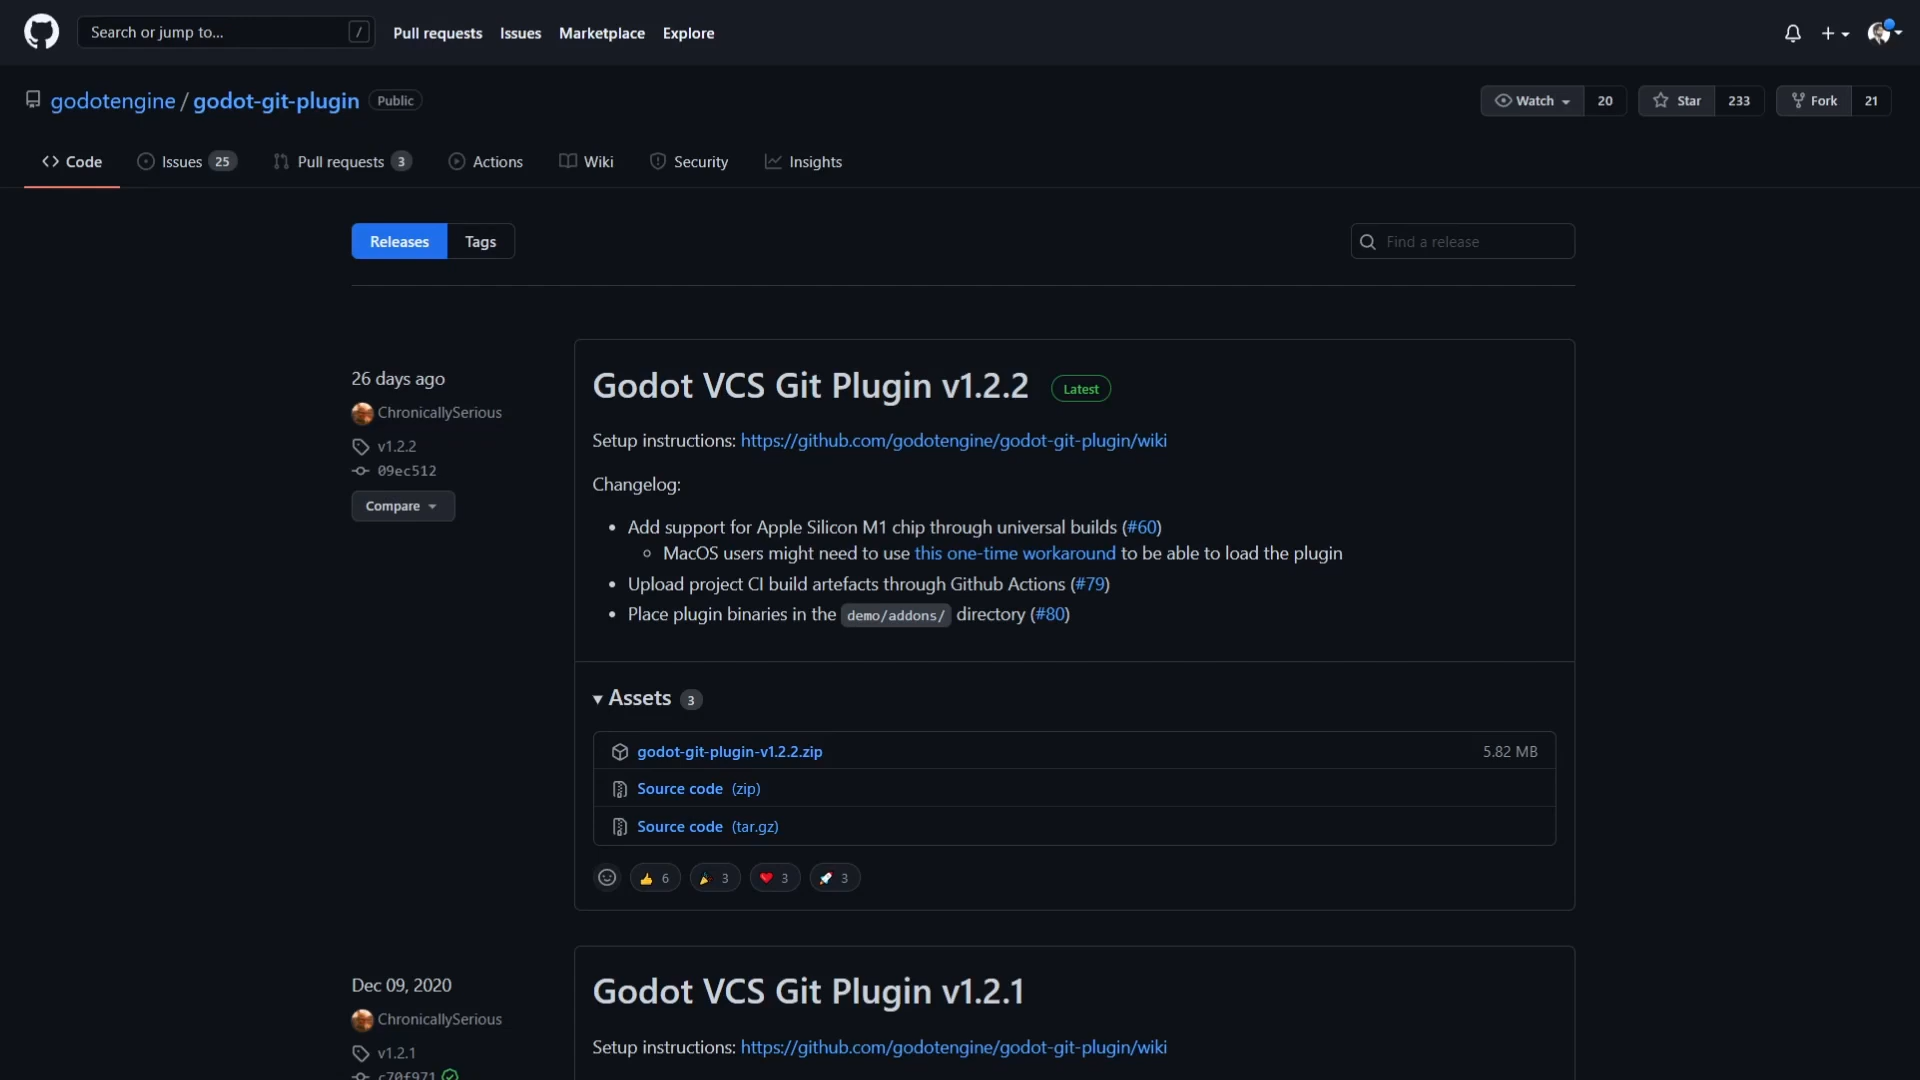 Search or jump to... /
Pull requests Issues Marketplace Explore
godotengine / godot-git-plugin Public
Watch 20 Star 233 Fork 21
Code Issues 25 Pull requests 3 Actions Wiki Security Insights
Releases Tags
Find a release
26 days ago
ChronicallySerious
v1.2.2
09ec512
Compare
Godot VCS Git Plugin v1.2.2 Latest
Setup instructions: https://github.com/godotengine/godot-git-plugin/wiki
Changelog:
• Add support for Apple Silicon M1 chip through universal builds (#60)
◦ MacOS users might need to use this one-time workaround to be able to load the plugin
• Upload project CI build artefacts through Github Actions (#79)
• Place plugin binaries in the demo/addons/ directory (#80)
Assets 3
godot-git-plugin-v1.2.2.zip 5.82 MB
Source code (zip)
Source code (tar.gz)
6 3 3 3
Dec 09, 2020
ChronicallySerious
v1.2.1
c70f971
Godot VCS Git Plugin v1.2.1
Setup instructions: https://github.com/godotengine/godot-git-plugin/wiki